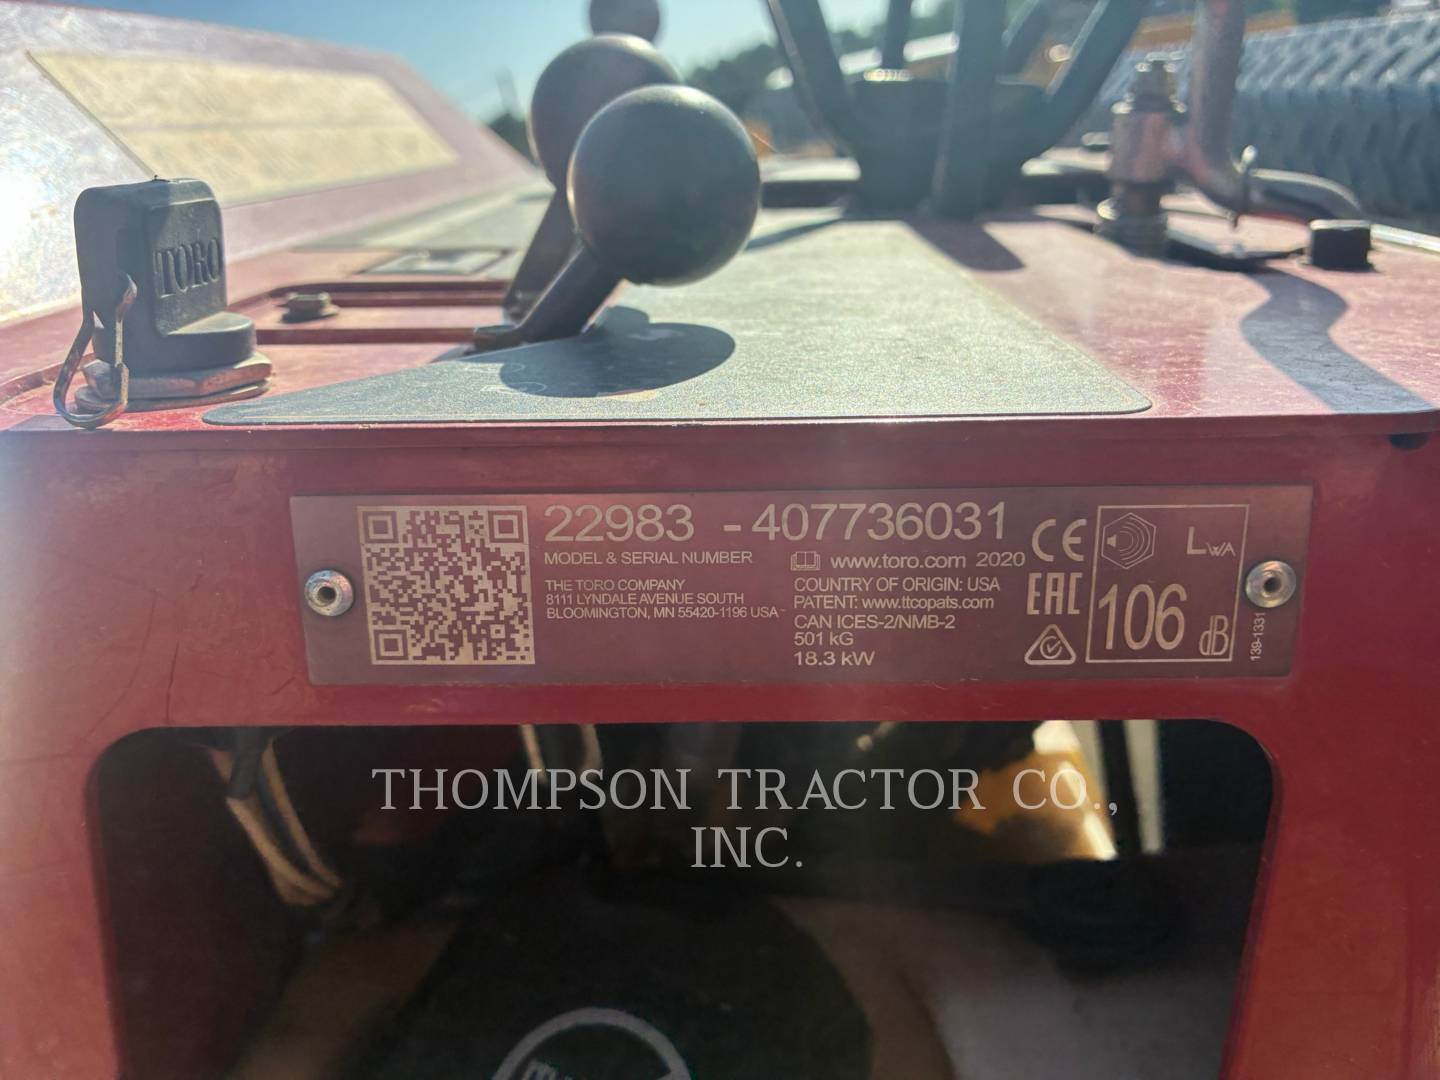 TORO
22983 - 407736031
MODEL & SERIAL NUMBER
www.toro.com 2020
THE TORO COMPANY
8111 LYNDALE AVENUE SOUTH
BLOOMINGTON, MN 55420-1196 USA
COUNTRY OF ORIGIN: USA
PATENT: www.ttcopats.com
CAN ICES-2/NMB-2
501 kG
18.3 kW
CE
EAC
LWA
106 dB
139-1331
THOMPSON TRACTOR CO.,
INC.